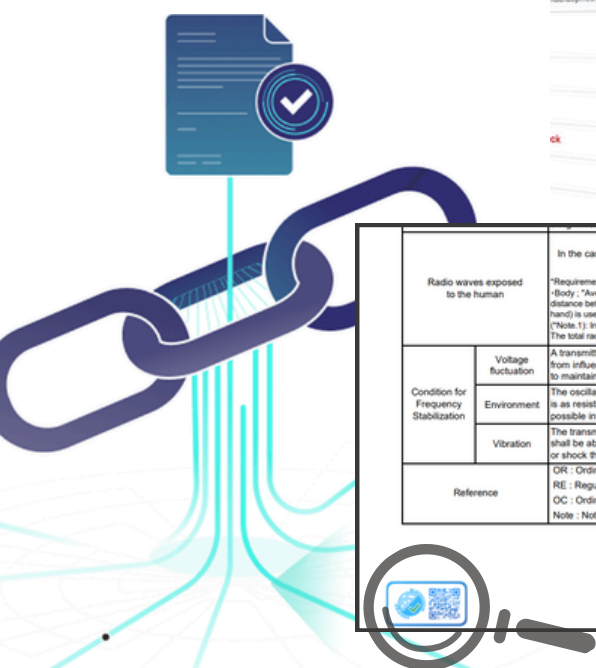 ck
In the ca
Radio waves exposed
to the human
"Requireme
・Body ; "Av
distance be
hand) is use
("Note.1): In
The total rad
Condition for
Frequency
Stabilization
Voltage
fluctuation
A transmitt
from influe
to maintain
Environment
The oscilla
is as resist
possible in
Vibration
The transm
shall be ab
or shock th
Reference
OR : Ordin
RE : Regu
OC : Ordin
Note : Not